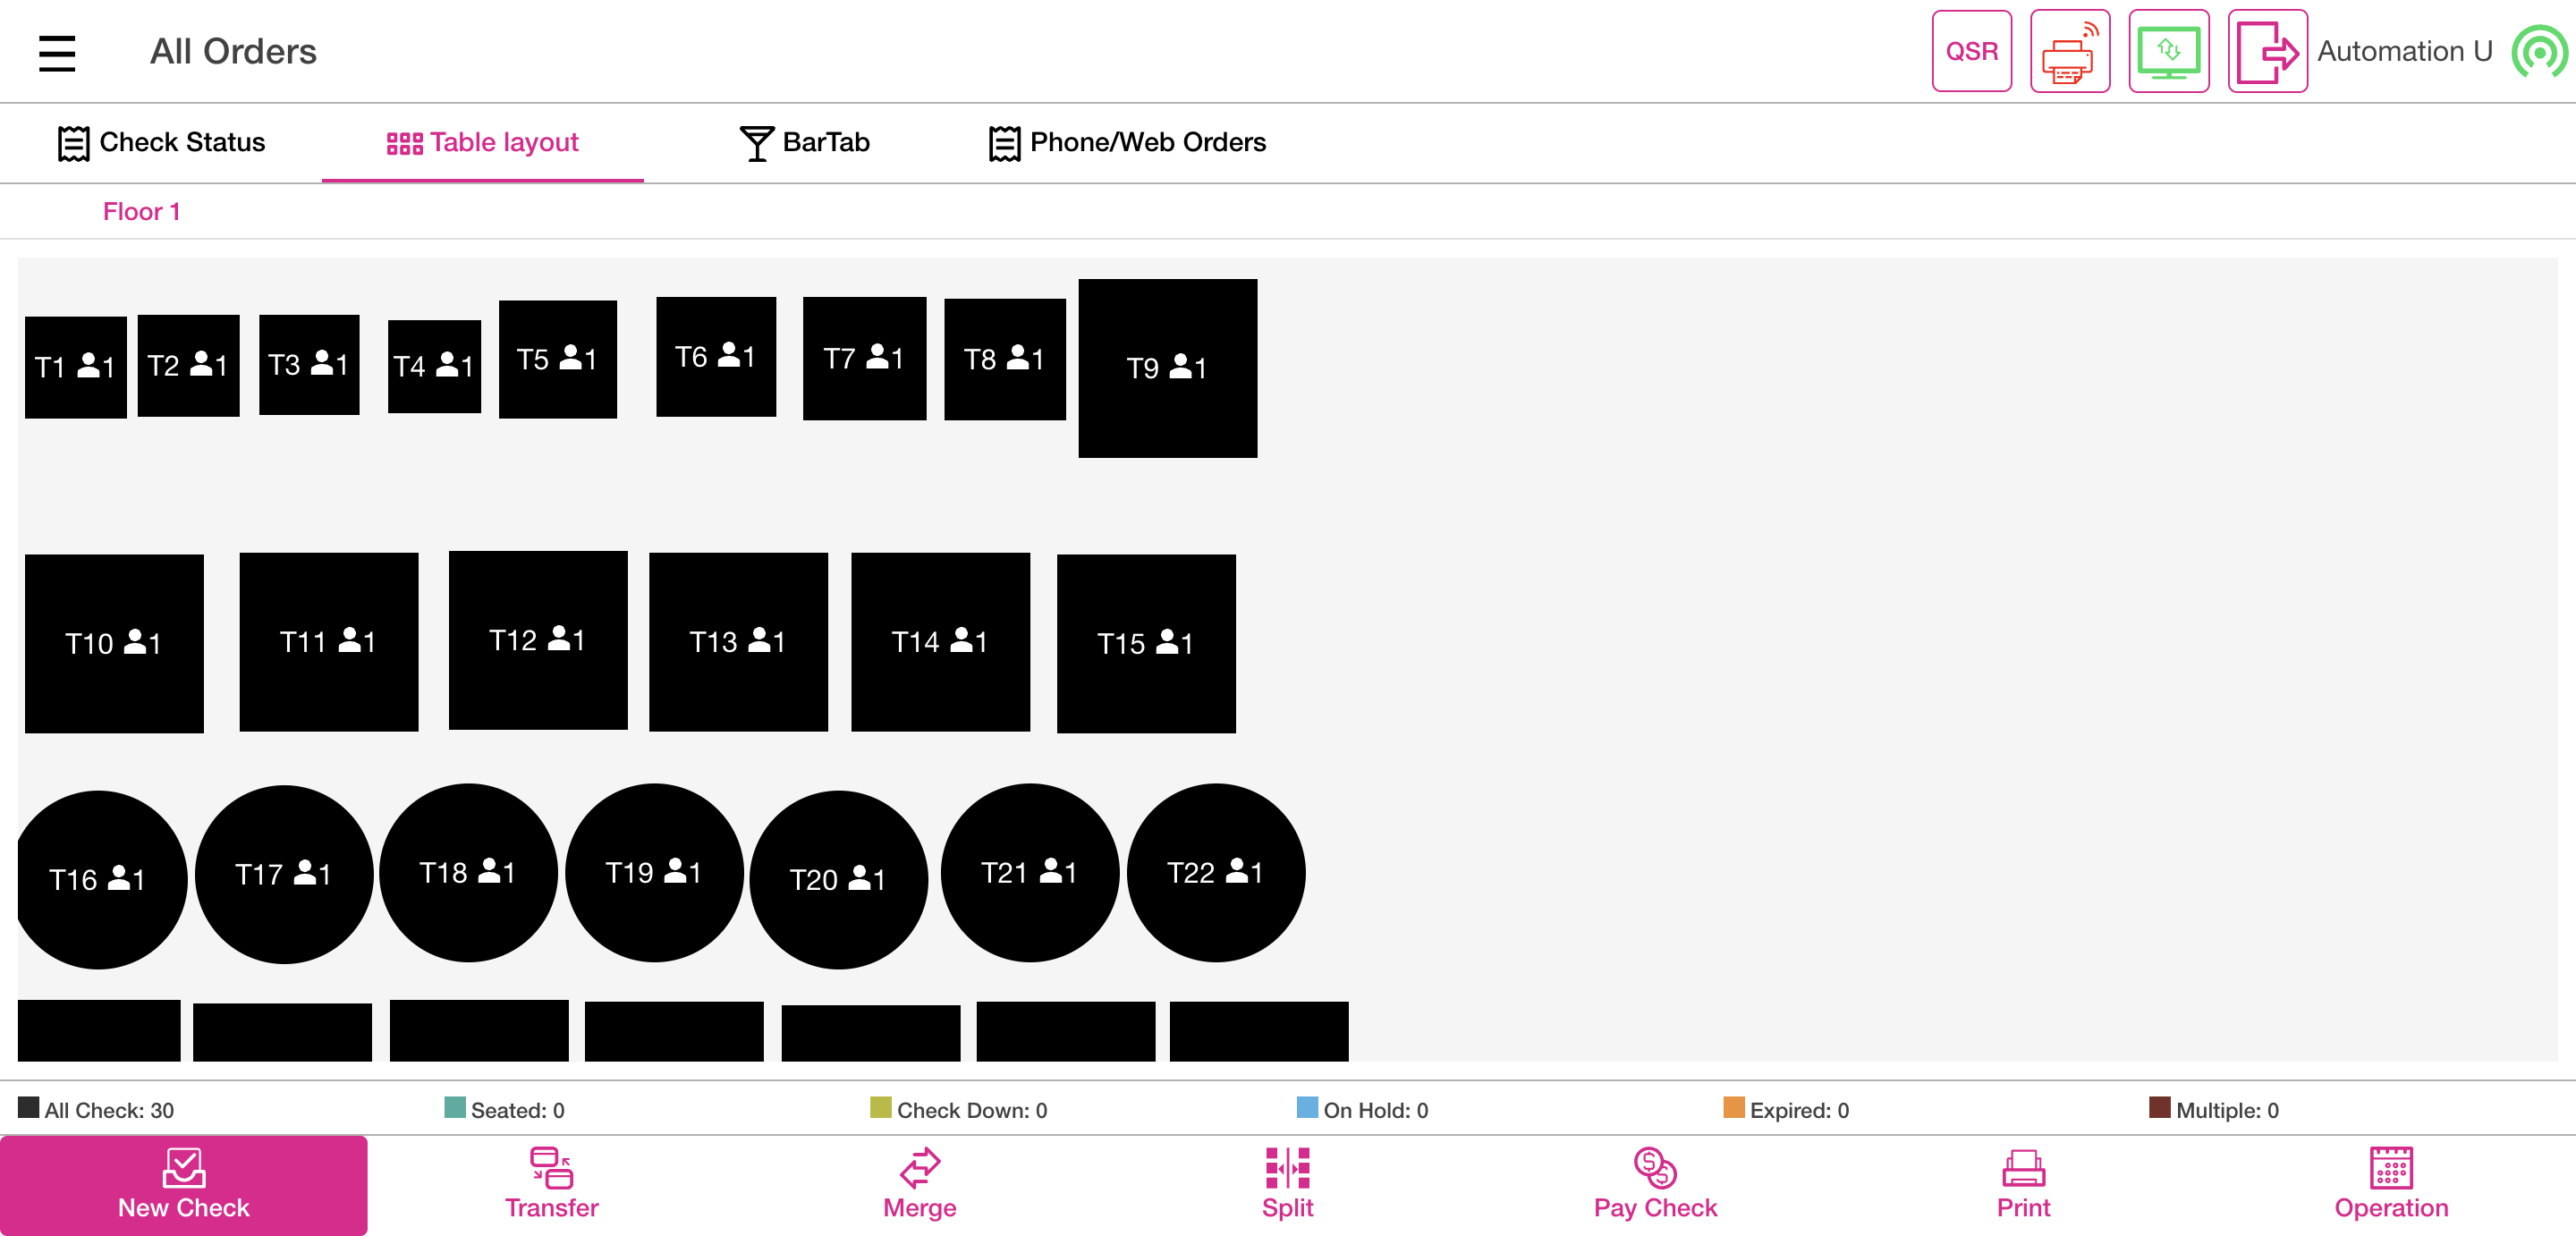 All Orders
QSR
Automation U
Check Status
Table layout
BarTab
Phone/Web Orders
Floor 1
T1 1
T2 1
T3 1
T4 1
T5 1
T6 1
T7 1
T8 1
T9 1
T10 1
T11 1
T12 1
T13 1
T14 1
T15 1
T16 1
T17 1
T18 1
T19 1
T20 1
T21 1
T22 1
All Check: 30
Seated: 0
Check Down: 0
On Hold: 0
Expired: 0
Multiple: 0
New Check
Transfer
Merge
Split
Pay Check
Print
Operation